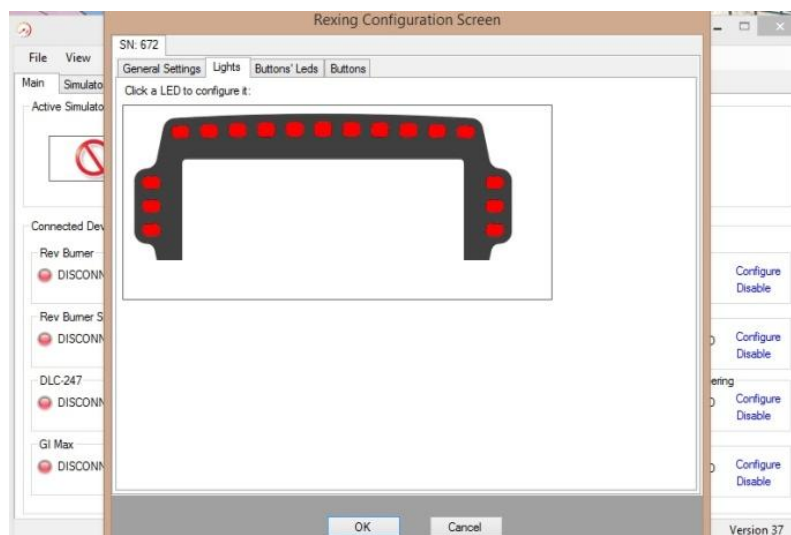 Rexing Configuration Screen
SN: 672
File View
General Settings Lights Buttons' Leds Buttons
Main Simulato
Click a LED to configure it:
Active Simulato
Connected Dev
Rev Burner
DISCONN
Configure
Disable
Rev Burner S
DISCONN
Configure
Disable
DLC-247
ering
DISCONN
Configure
Disable
GI Max
DISCONN
Configure
Disable
OK Cancel
Version 37